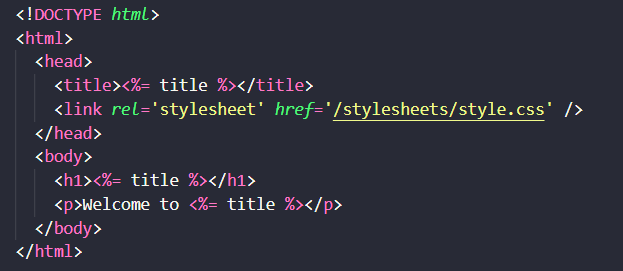 <!DOCTYPE html>
<html>
<head>
<title><%= title %></title>
<link rel='stylesheet' href='/stylesheets/style.css' />
</head>
<body>
<h1><%= title %></h1>
<p>Welcome to <%= title %></p>
</body>
</html>